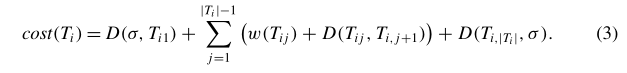 cost(T_i) = D(σ, T_{i1}) + \sum_{j=1}^{|T_i|-1} (w(T_{ij}) + D(T_{ij}, T_{i,j+1})) + D(T_{i,|T_i|}, σ). (3)